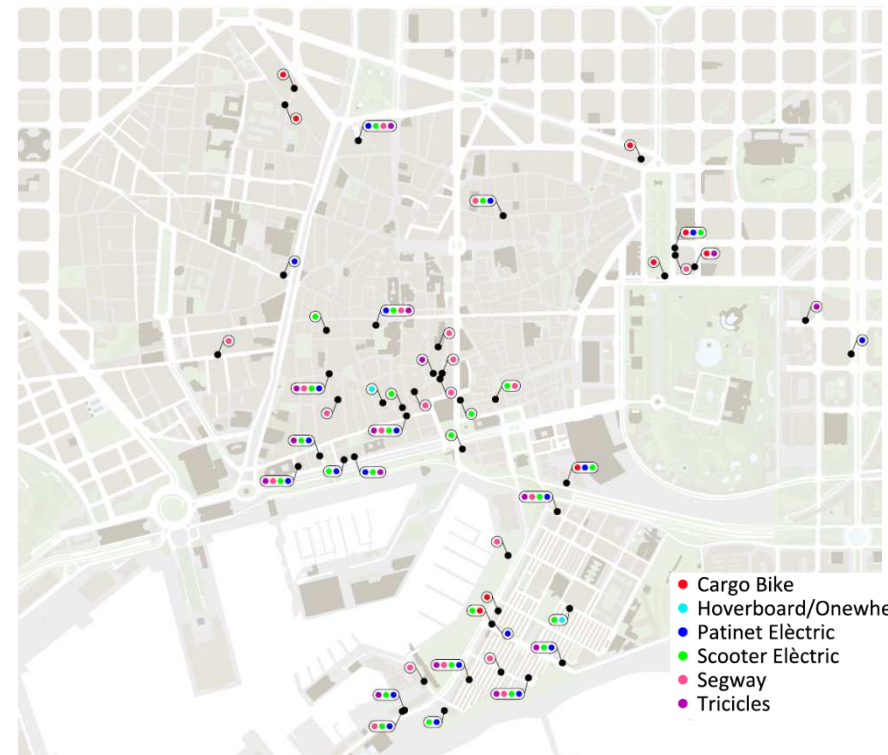 Cargo Bike
Hoverboard/Onewhe
Patinet Elèctric
Scooter Elèctric
Segway
Tricicles